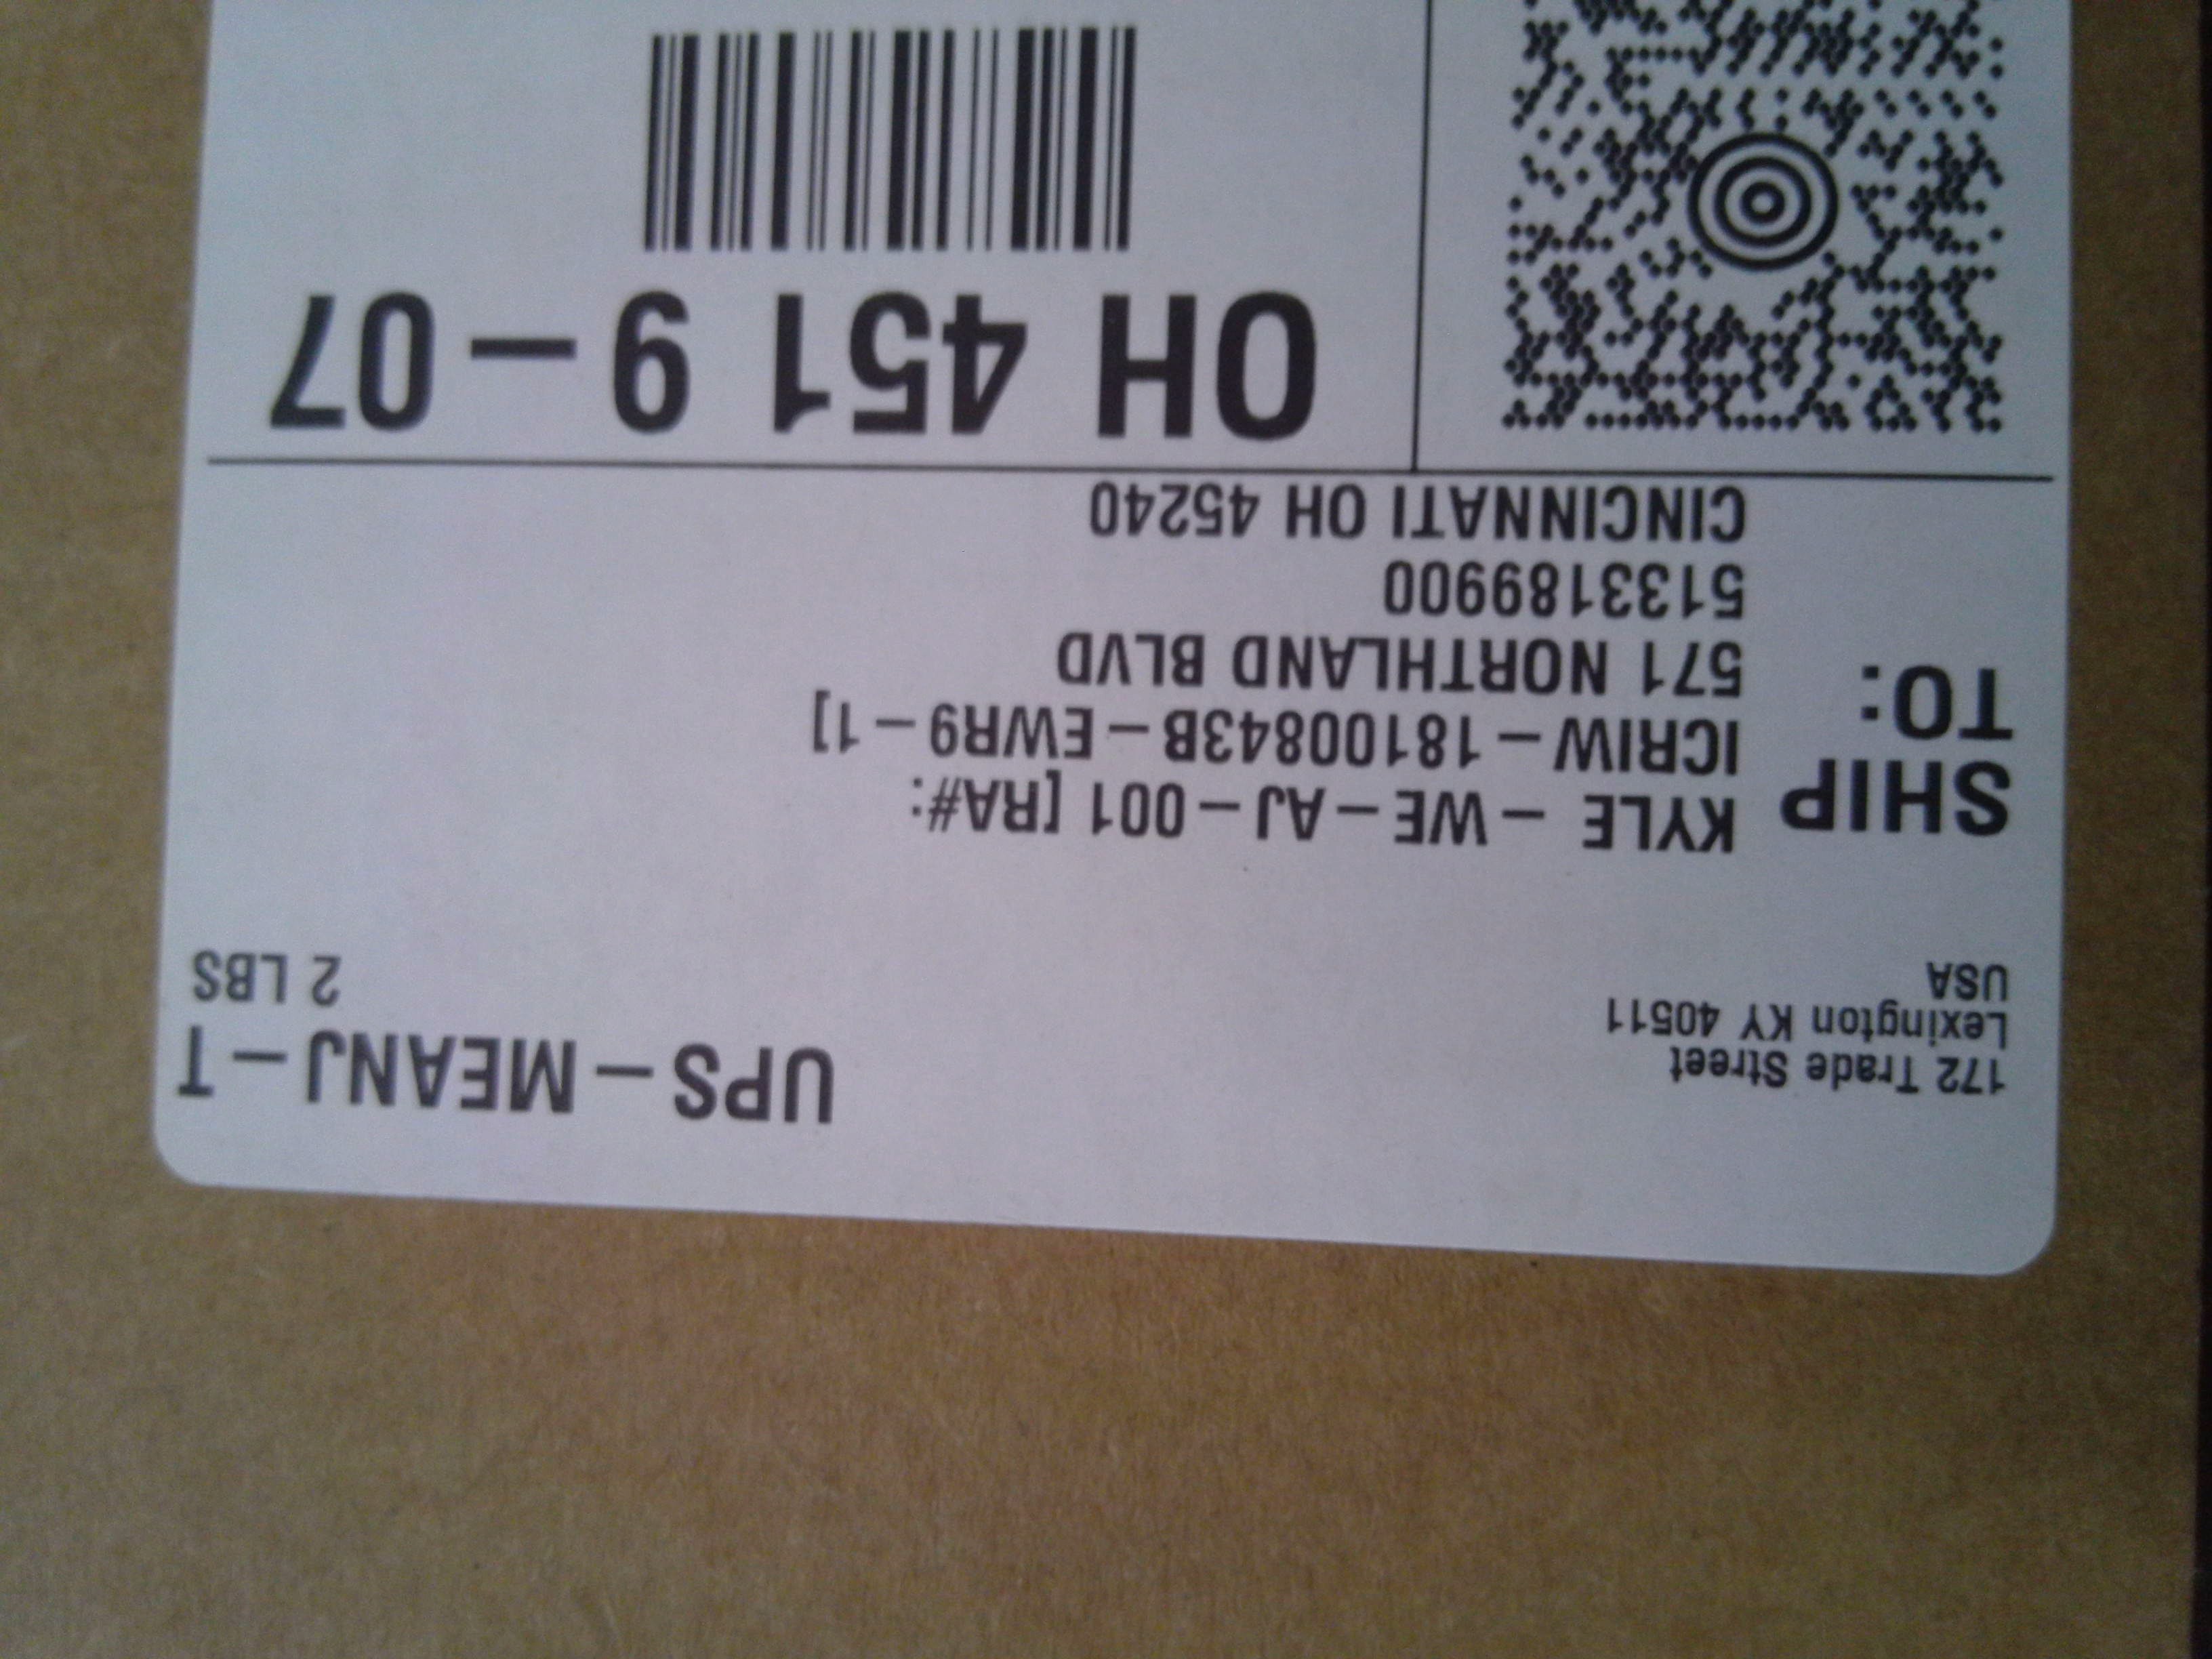 172 Trade Street
Lexington KY 40511
USA
UPS-MEANJ-T
2 LBS
SHIP TO:
KYLE - WE-AJ-001 [RA#:
ICRIW-18100843B-EWR9-1]
571 NORTHLAND BLVD
5133189900
CINCINNATI OH 45240
OH 451 9-07